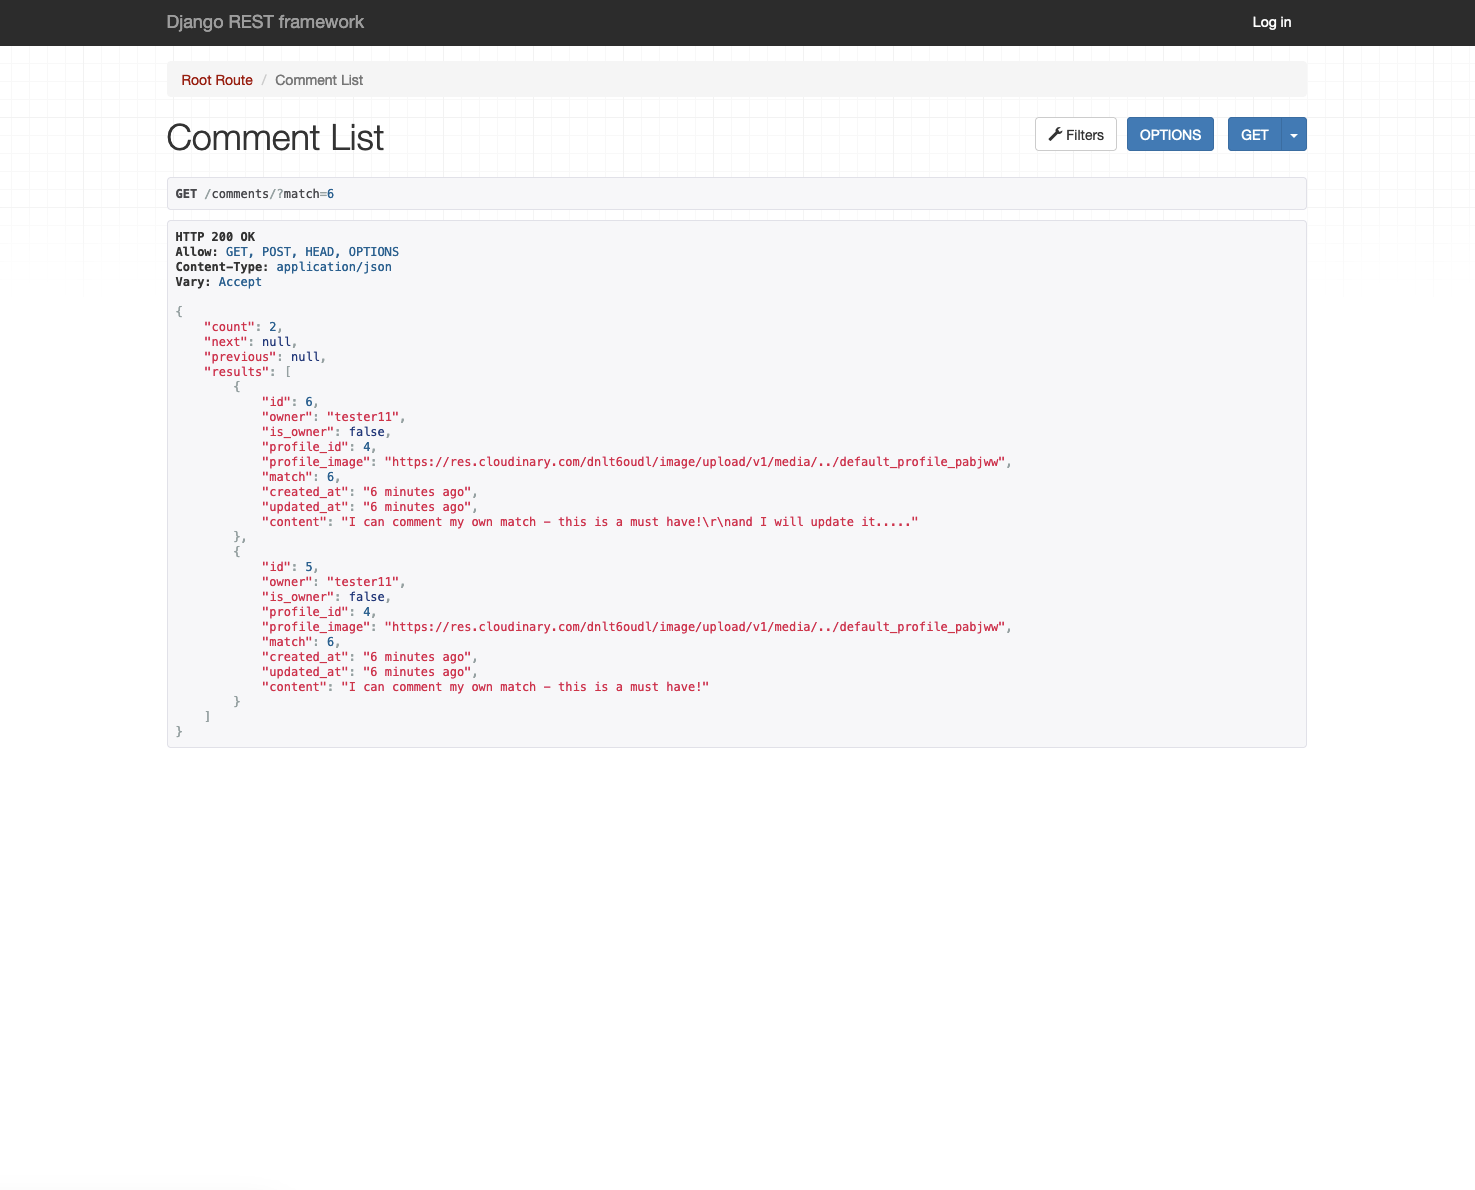 Django REST framework
Log in
Root Route / Comment List
Comment List
Filters
OPTIONS
GET
GET /comments/?match=6
HTTP 200 OK
Allow: GET, POST, HEAD, OPTIONS
Content-Type: application/json
Vary: Accept
{
    "count": 2,
    "next": null,
    "previous": null,
    "results": [
        {
            "id": 6,
            "owner": "tester11",
            "is_owner": false,
            "profile_id": 4,
            "profile_image": "https://res.cloudinary.com/dnlt6oudl/image/upload/v1/media/../default_profile_pabjww",
            "match": 6,
            "created_at": "6 minutes ago",
            "updated_at": "6 minutes ago",
            "content": "I can comment my own match - this is a must have!\r\nand I will update it....."
        },
        {
            "id": 5,
            "owner": "tester11",
            "is_owner": false,
            "profile_id": 4,
            "profile_image": "https://res.cloudinary.com/dnlt6oudl/image/upload/v1/media/../default_profile_pabjww",
            "match": 6,
            "created_at": "6 minutes ago",
            "updated_at": "6 minutes ago",
            "content": "I can comment my own match - this is a must have!"
        }
    ]
}